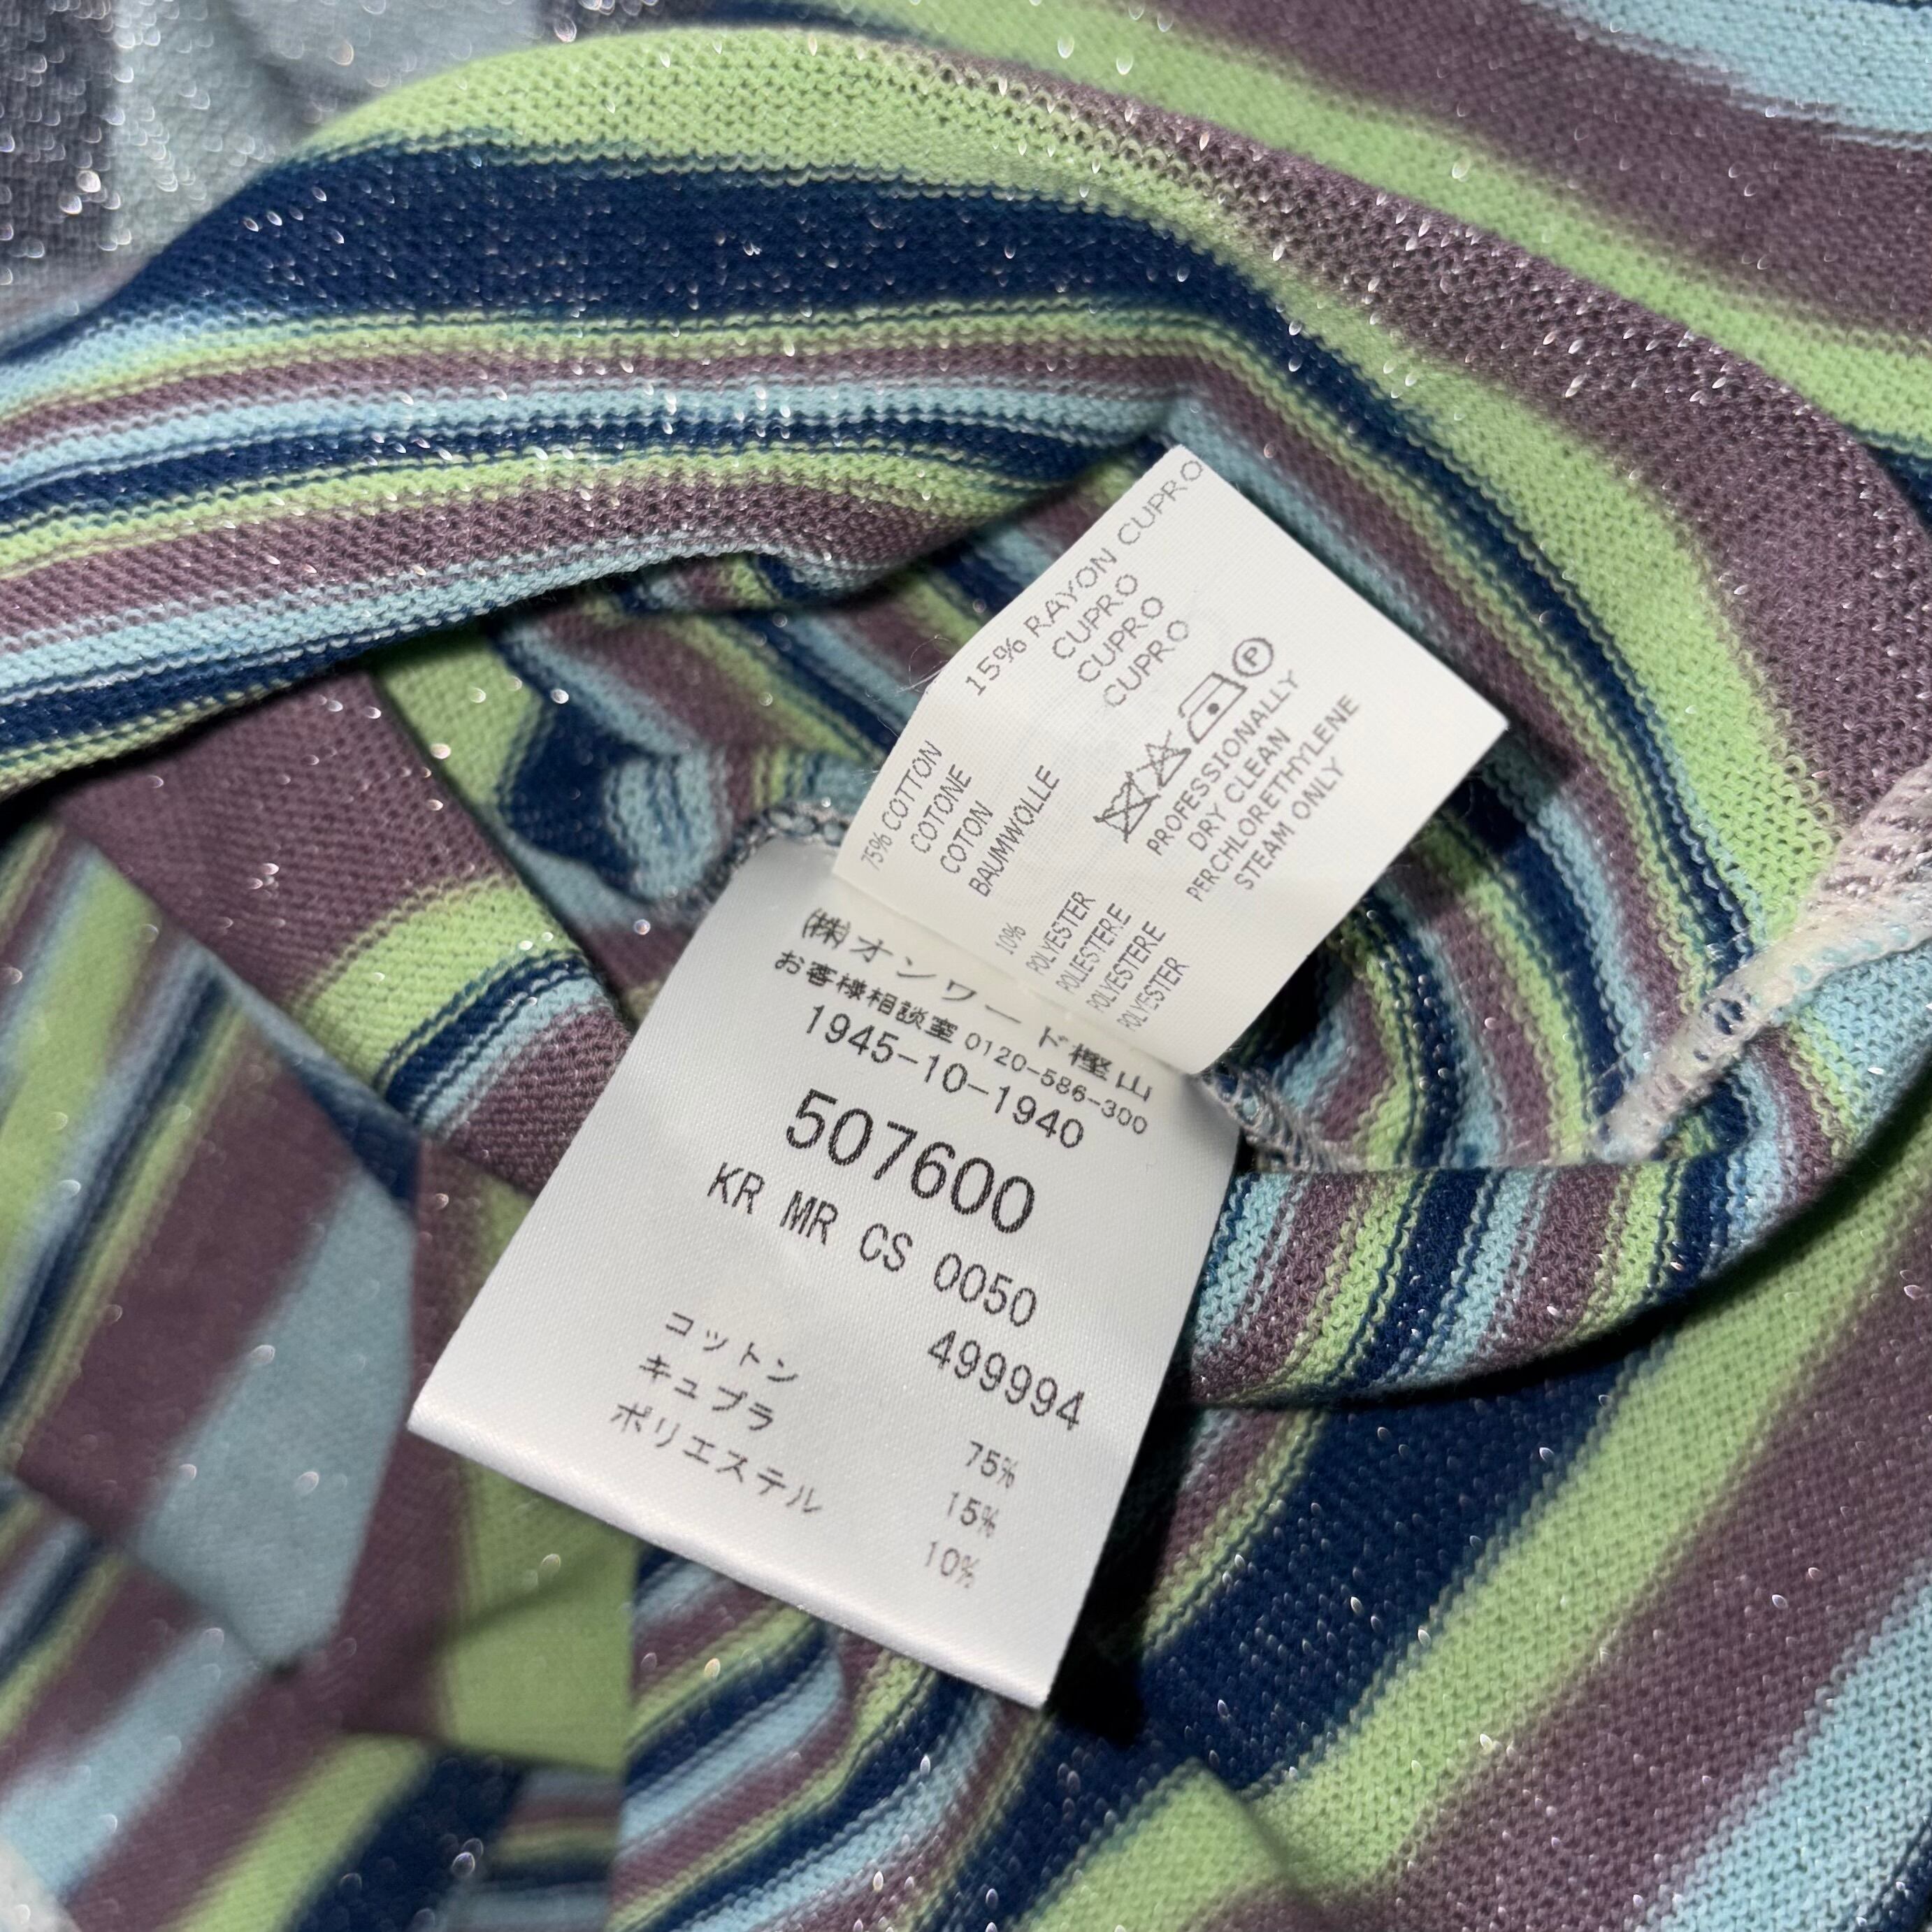 15% RAYON CUPRO
CUPRO
CUPRO
CUPRO
75% COTTON
COTONE
COTON
BAUMWOLLE
10%
POLYESTER
POLIESTERE
POLYESTERE
POLYESTER
P
PROFESSIONALLY
DRY CLEAN
PERCHLORETHYLENE
STEAM ONLY
㈱オンワード樫山
お客様相談室 0120-586-300
1945-10-1940
507600
KR MR CS 0050
499994
コットン 75%
キュプラ 15%
ポリエステル 10%